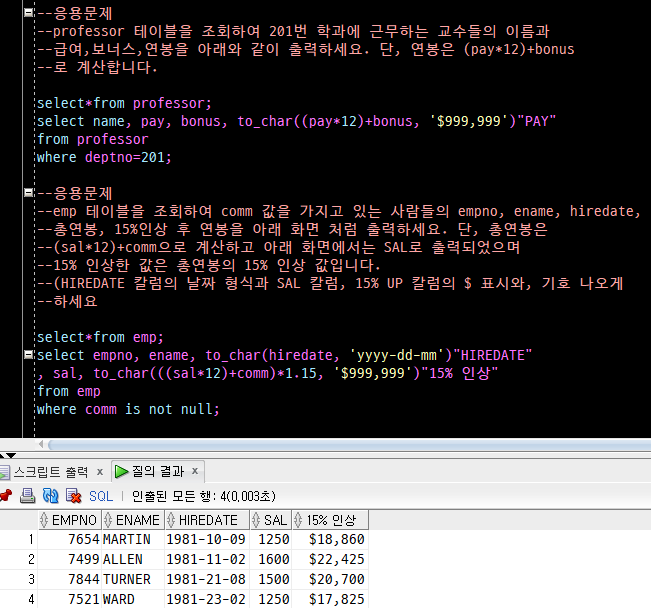 --응용문제
--professor 테이블을 조회하여 201번 학과에 근무하는 교수들의 이름과
--급여,보너스,연봉을 아래와 같이 출력하세요. 단, 연봉은 (pay*12)+bonus
--로 계산합니다.
select*from professor;
select name, pay, bonus, to_char((pay*12)+bonus, '$999,999')"PAY"
from professor
where deptno=201;
--응용문제
--emp 테이블을 조회하여 comm 값을 가지고 있는 사람들의 empno, ename, hiredate,
--총연봉, 15%인상 후 연봉을 아래 화면 처럼 출력하세요. 단, 총연봉은
--(sal*12)+comm으로 계산하고 아래 화면에서는 SAL로 출력되었으며
--15% 인상한 값은 총연봉의 15% 인상 값입니다.
--(HIREDATE 칼럼의 날짜 형식과 SAL 칼럼, 15% UP 칼럼의 $ 표시와, 기호 나오게
--하세요
select*from emp;
select empno, ename, to_char(hiredate, 'yyyy-dd-mm')"HIREDATE"
, sal, to_char(((sal*12)+comm)*1.15, '$999,999')"15% 인상"
from emp
where comm is not null;
스크립트 출력 x 질의 결과 x
SQL | 인출된 모든 행: 4(0,003초)
EMPNO ENAME HIREDATE SAL 15% 인상
1 7654 MARTIN 1981-10-09 1250 $18,860
2 7499 ALLEN 1981-11-02 1600 $22,425
3 7844 TURNER 1981-21-08 1500 $20,700
4 7521 WARD 1981-23-02 1250 $17,825